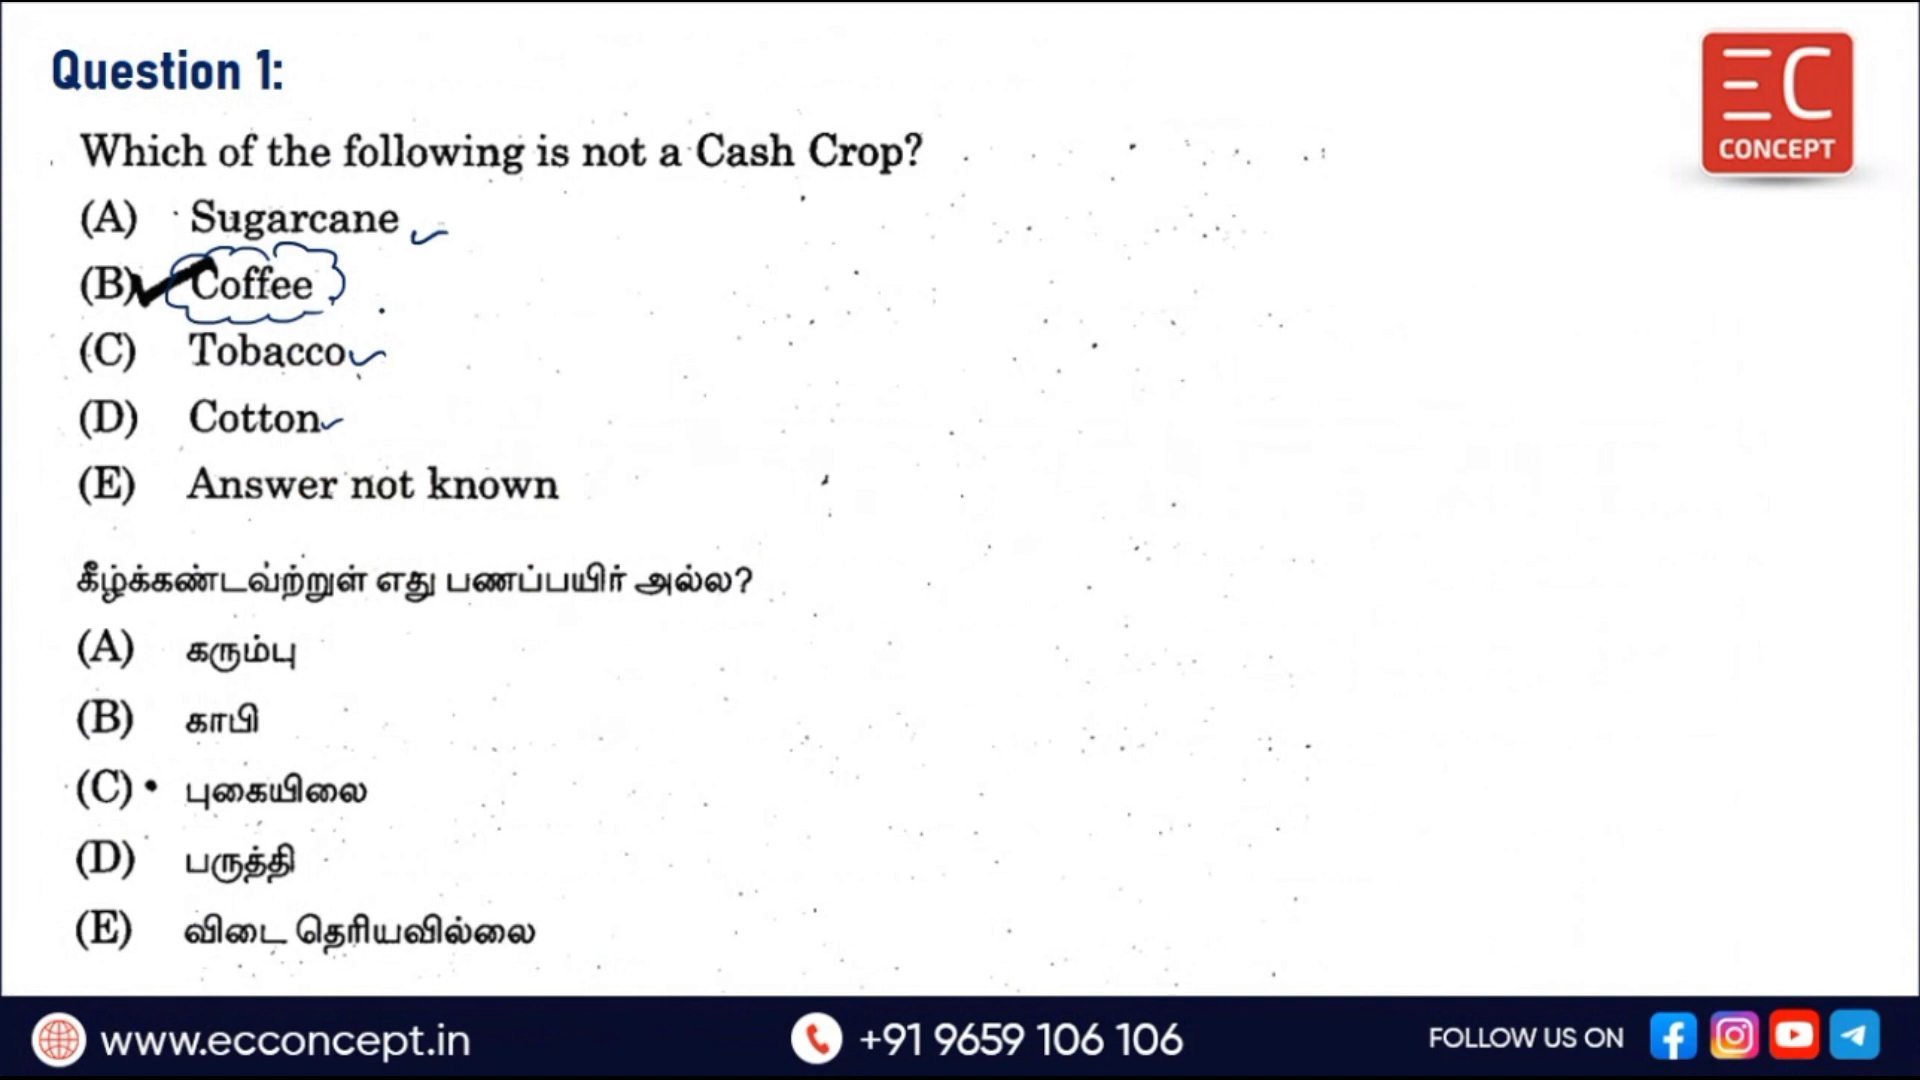 Question 1:
EC
CONCEPT
Which of the following is not a Cash Crop?
(A) Sugarcane
(B) Coffee
(C) Tobacco
(D) Cotton
(E) Answer not known
கீழ்க்கண்டவற்றுள் எது பணப்பயிர் அல்ல?
(A) கரும்பு
(B) காபி
(C) புகையிலை
(D) பருத்தி
(E) விடை தெரியவில்லை
www.ecconcept.in
+91 9659 106 106
FOLLOW US ON